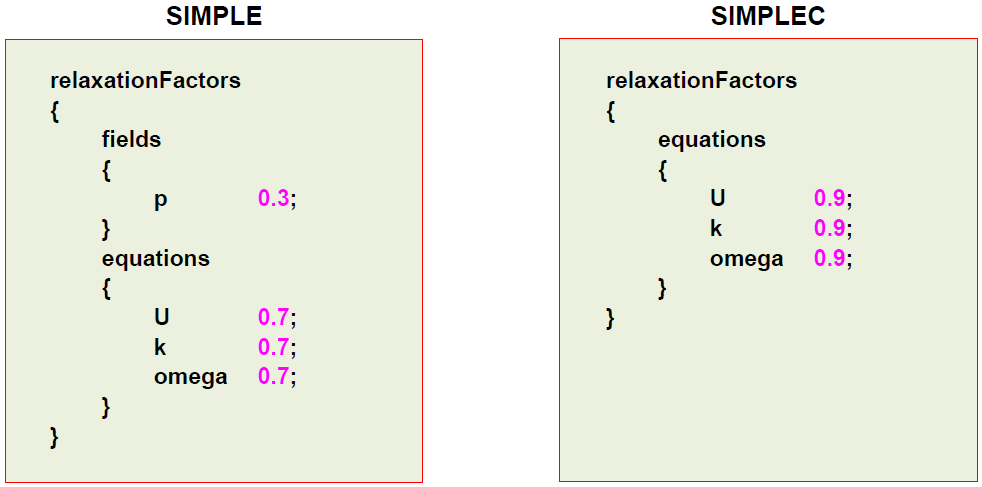 SIMPLE
relaxationFactors
{
fields
{
p 0.3;
}
equations
{
U 0.7;
k 0.7;
omega 0.7;
}
}
SIMPLEC
relaxationFactors
{
equations
{
U 0.9;
k 0.9;
omega 0.9;
}
}